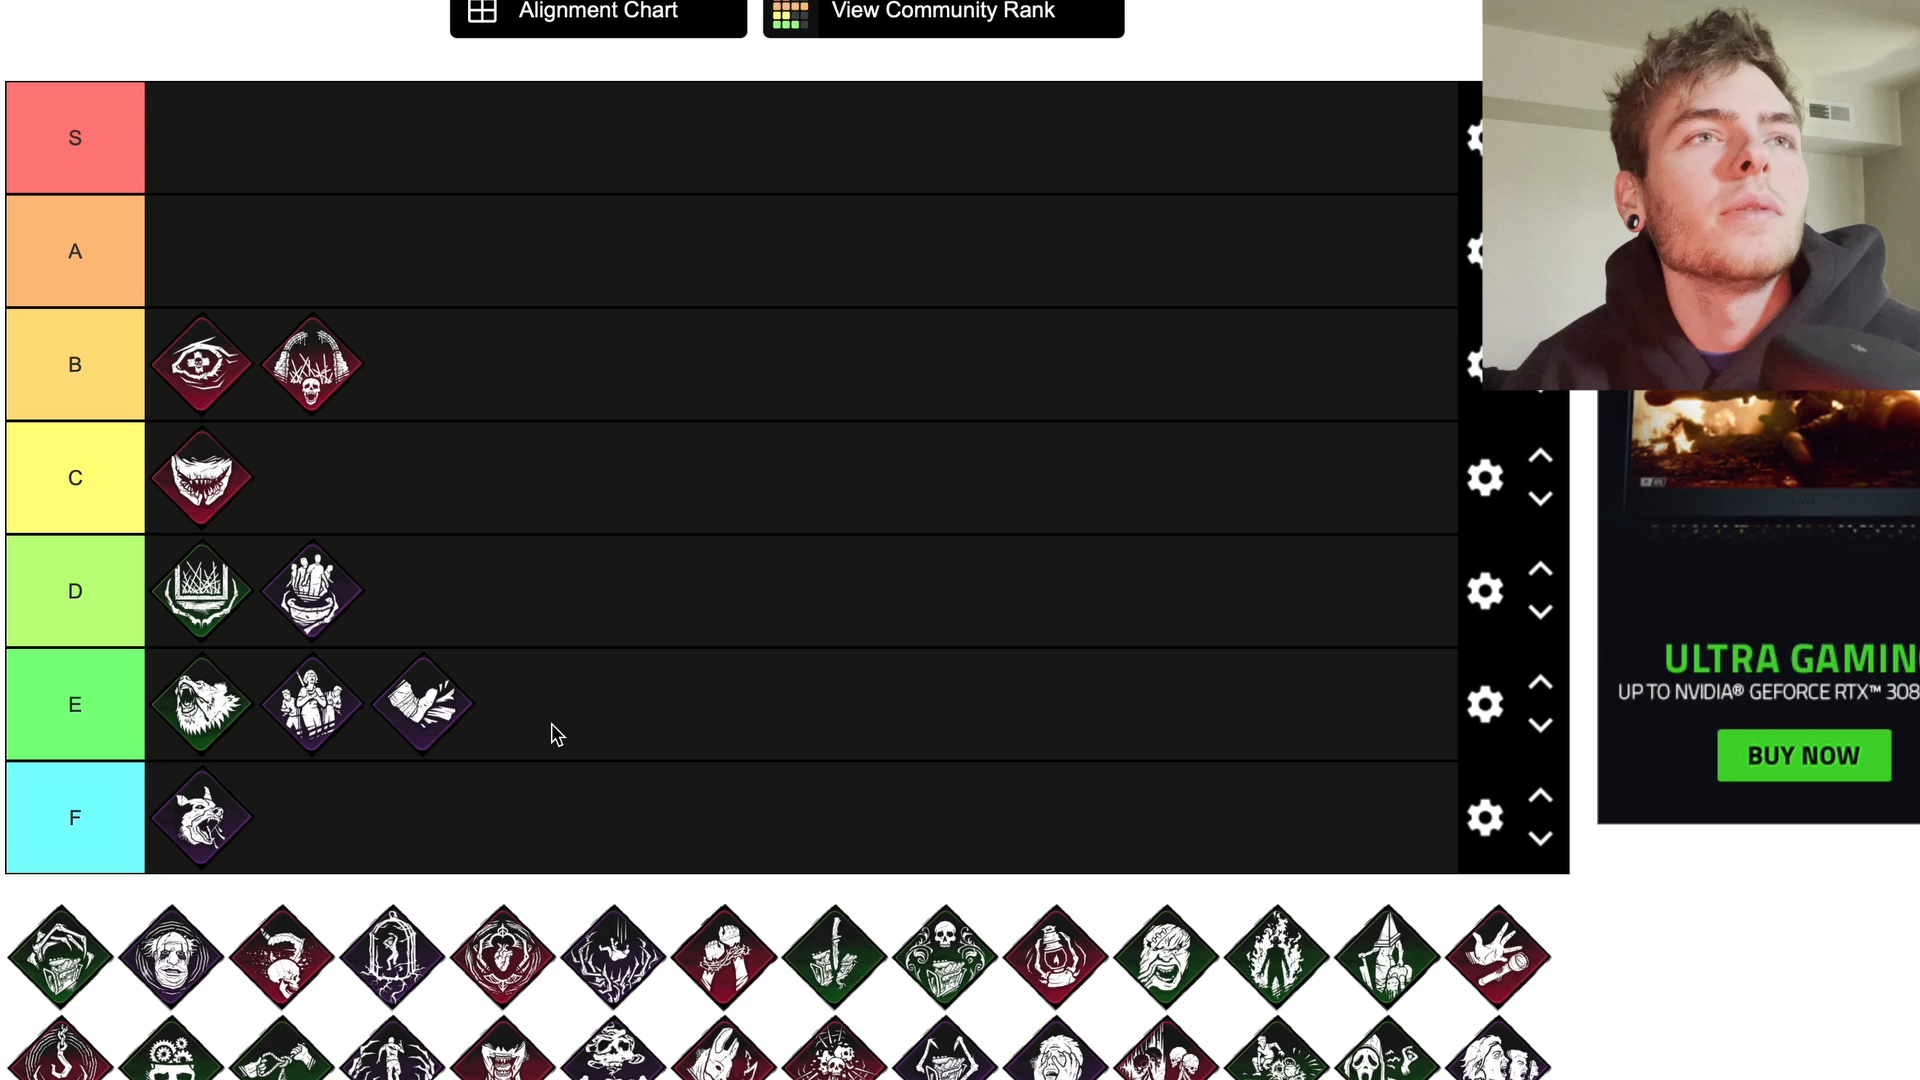 Alignment Chart
View Community Rank
S
A
B
C
D
E
F
ULTRA GAMIN
UP TO NVIDIA® GEFORCE RTX™ 308
BUY NOW